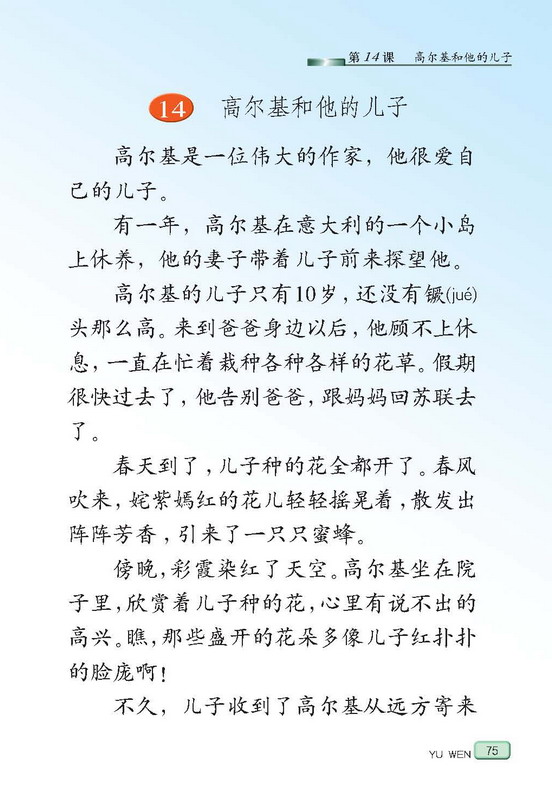 第14课 高尔基和他的儿子
14 高尔基和他的儿子
高尔基是一位伟大的作家，他很爱自
己的儿子。
有一年，高尔基在意大利的一个小岛
上休养，他的妻子带着儿子前来探望他。
高尔基的儿子只有10岁，还没有镢(jué)
头那么高。来到爸爸身边以后，他顾不上休
息，一直在忙着栽种各种各样的花草。假期
很快过去了，他告别爸爸，跟妈妈回苏联去
了。
春天到了，儿子种的花全都开了。春风
吹来，姹紫嫣红的花儿轻轻摇晃着，散发出
阵阵芳香，引来了一只只蜜蜂。
傍晚，彩霞染红了天空。高尔基坐在院
子里，欣赏着儿子种的花，心里有说不出的
高兴。瞧，那些盛开的花朵多像儿子红扑扑
的脸庞啊！
不久，儿子收到了高尔基从远方寄来
YU WEN 75